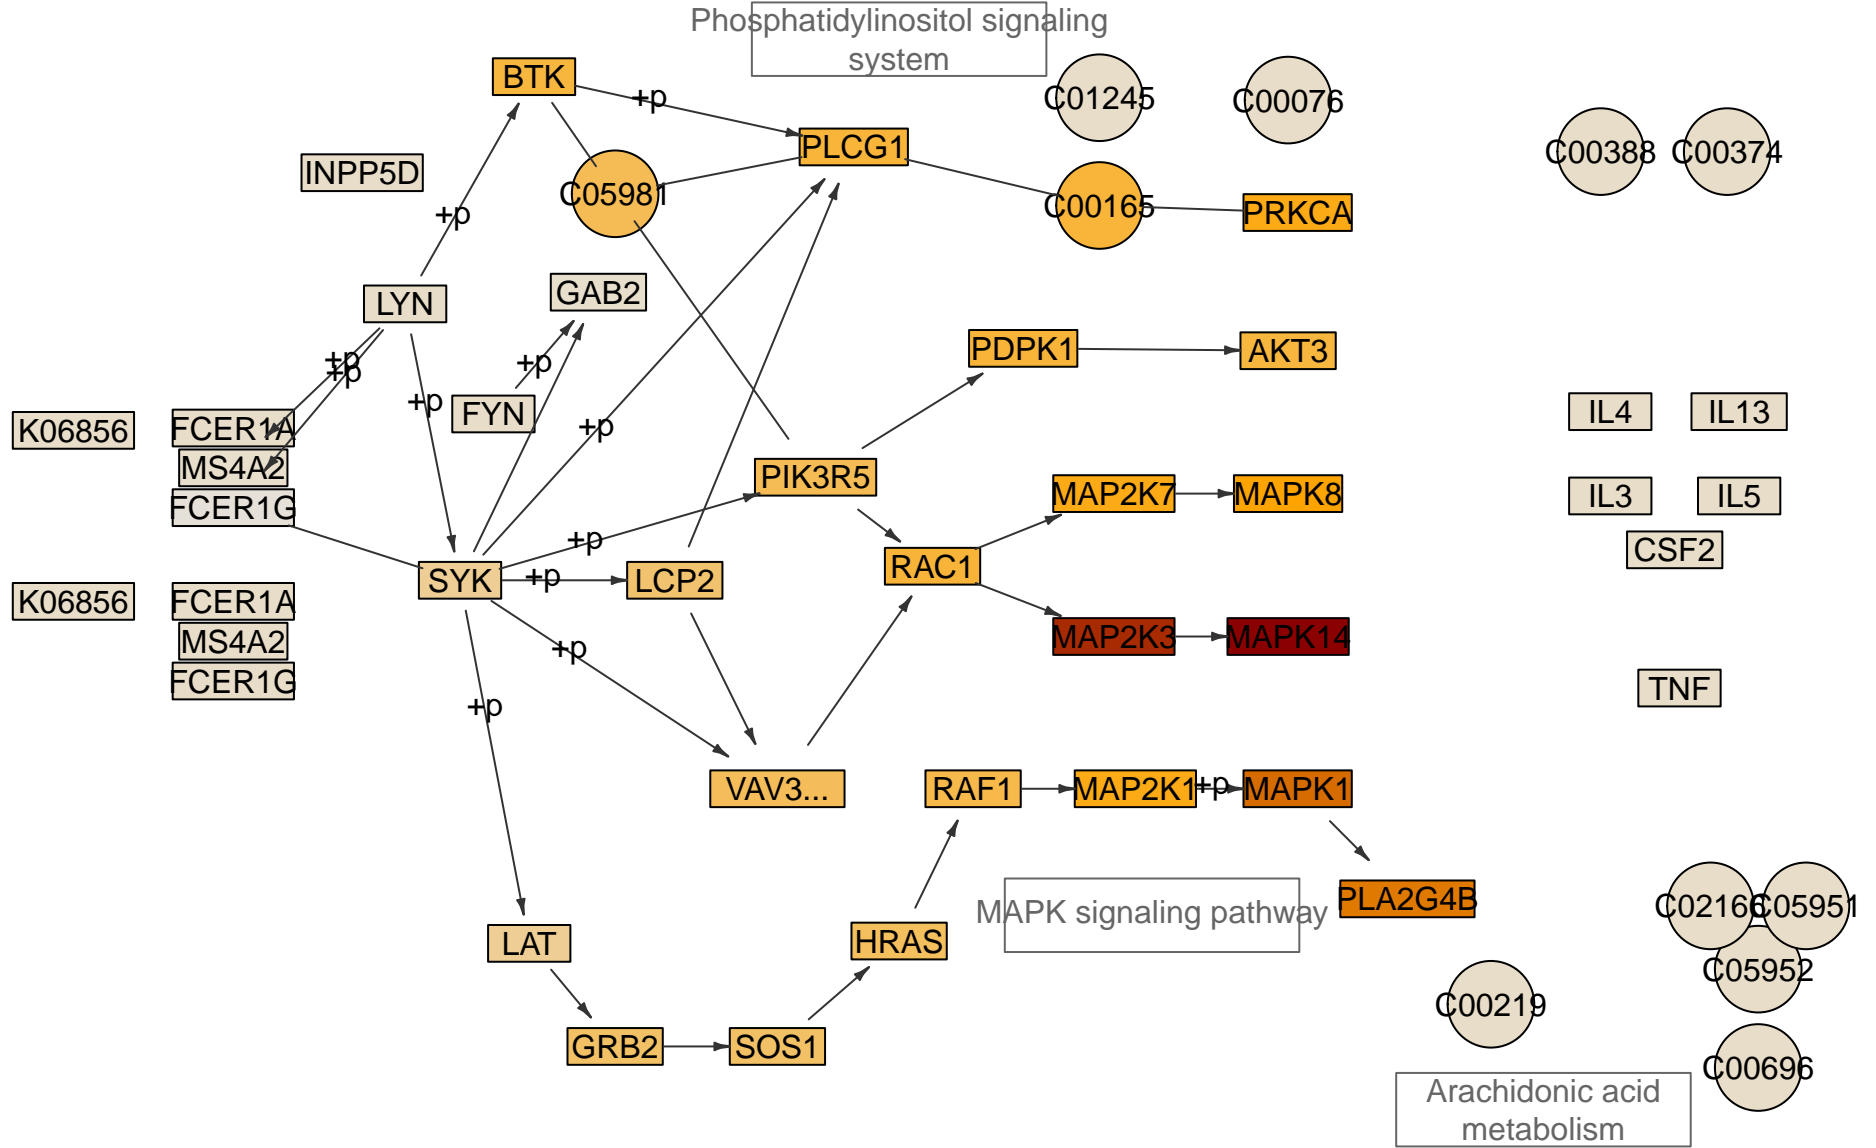 Phosphatidylinositol signaling
system
BTK
+p
C01245
C00076
PLCG1
C00388
C00374
INPP5D
C05981
C00165
PRKCA
+p
LYN
GAB2
+p
+p
+p
PDPK1
AKT3
K06856
FCER1A
+p
FYN
+p
IL4
IL13
MS4A2
PIK3R5
MAP2K7
MAPK8
IL3
IL5
FCER1G
+p
CSF2
SYK
+p
LCP2
RAC1
K06856
FCER1A
MS4A2
+p
MAP2K3
MAPK14
FCER1G
TNF
+p
VAV3...
RAF1
MAP2K1
+p
MAPK1
PLA2G4B
MAPK signaling pathway
C02166
C05951
LAT
HRAS
C05952
C00219
GRB2
SOS1
C00696
Arachidonic acid
metabolism